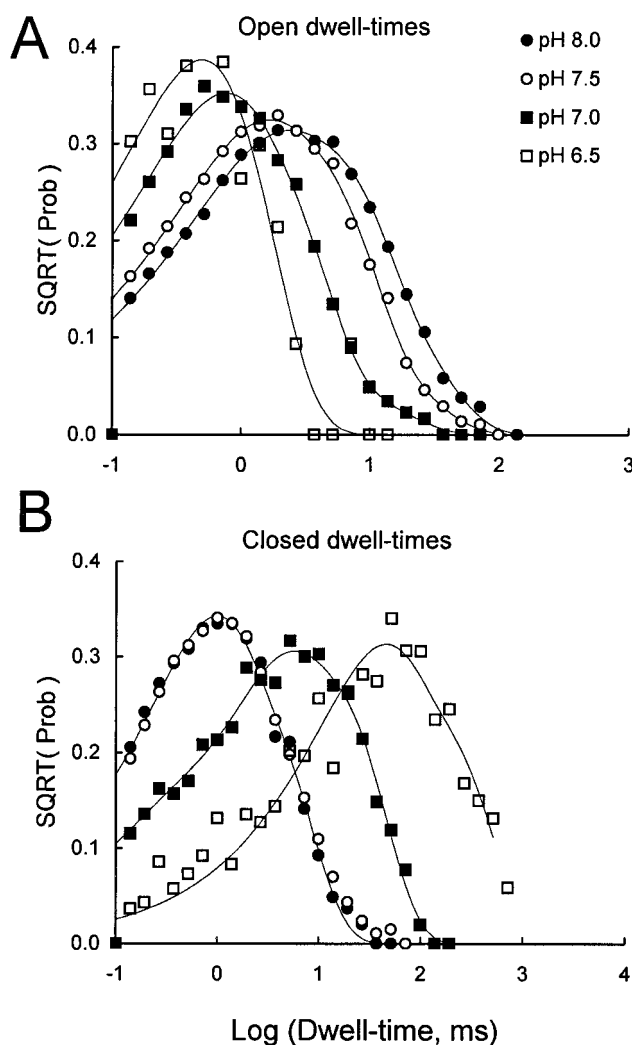 A
Open dwell-times
pH 8.0
pH 7.5
pH 7.0
pH 6.5
SQRT( Prob )
0.4
0.3
0.2
0.1
0.0
-1 0 1 2 3
B
Closed dwell-times
SQRT( Prob )
0.4
0.3
0.2
0.1
0.0
-1 0 1 2 3 4
Log (Dwell-time, ms)